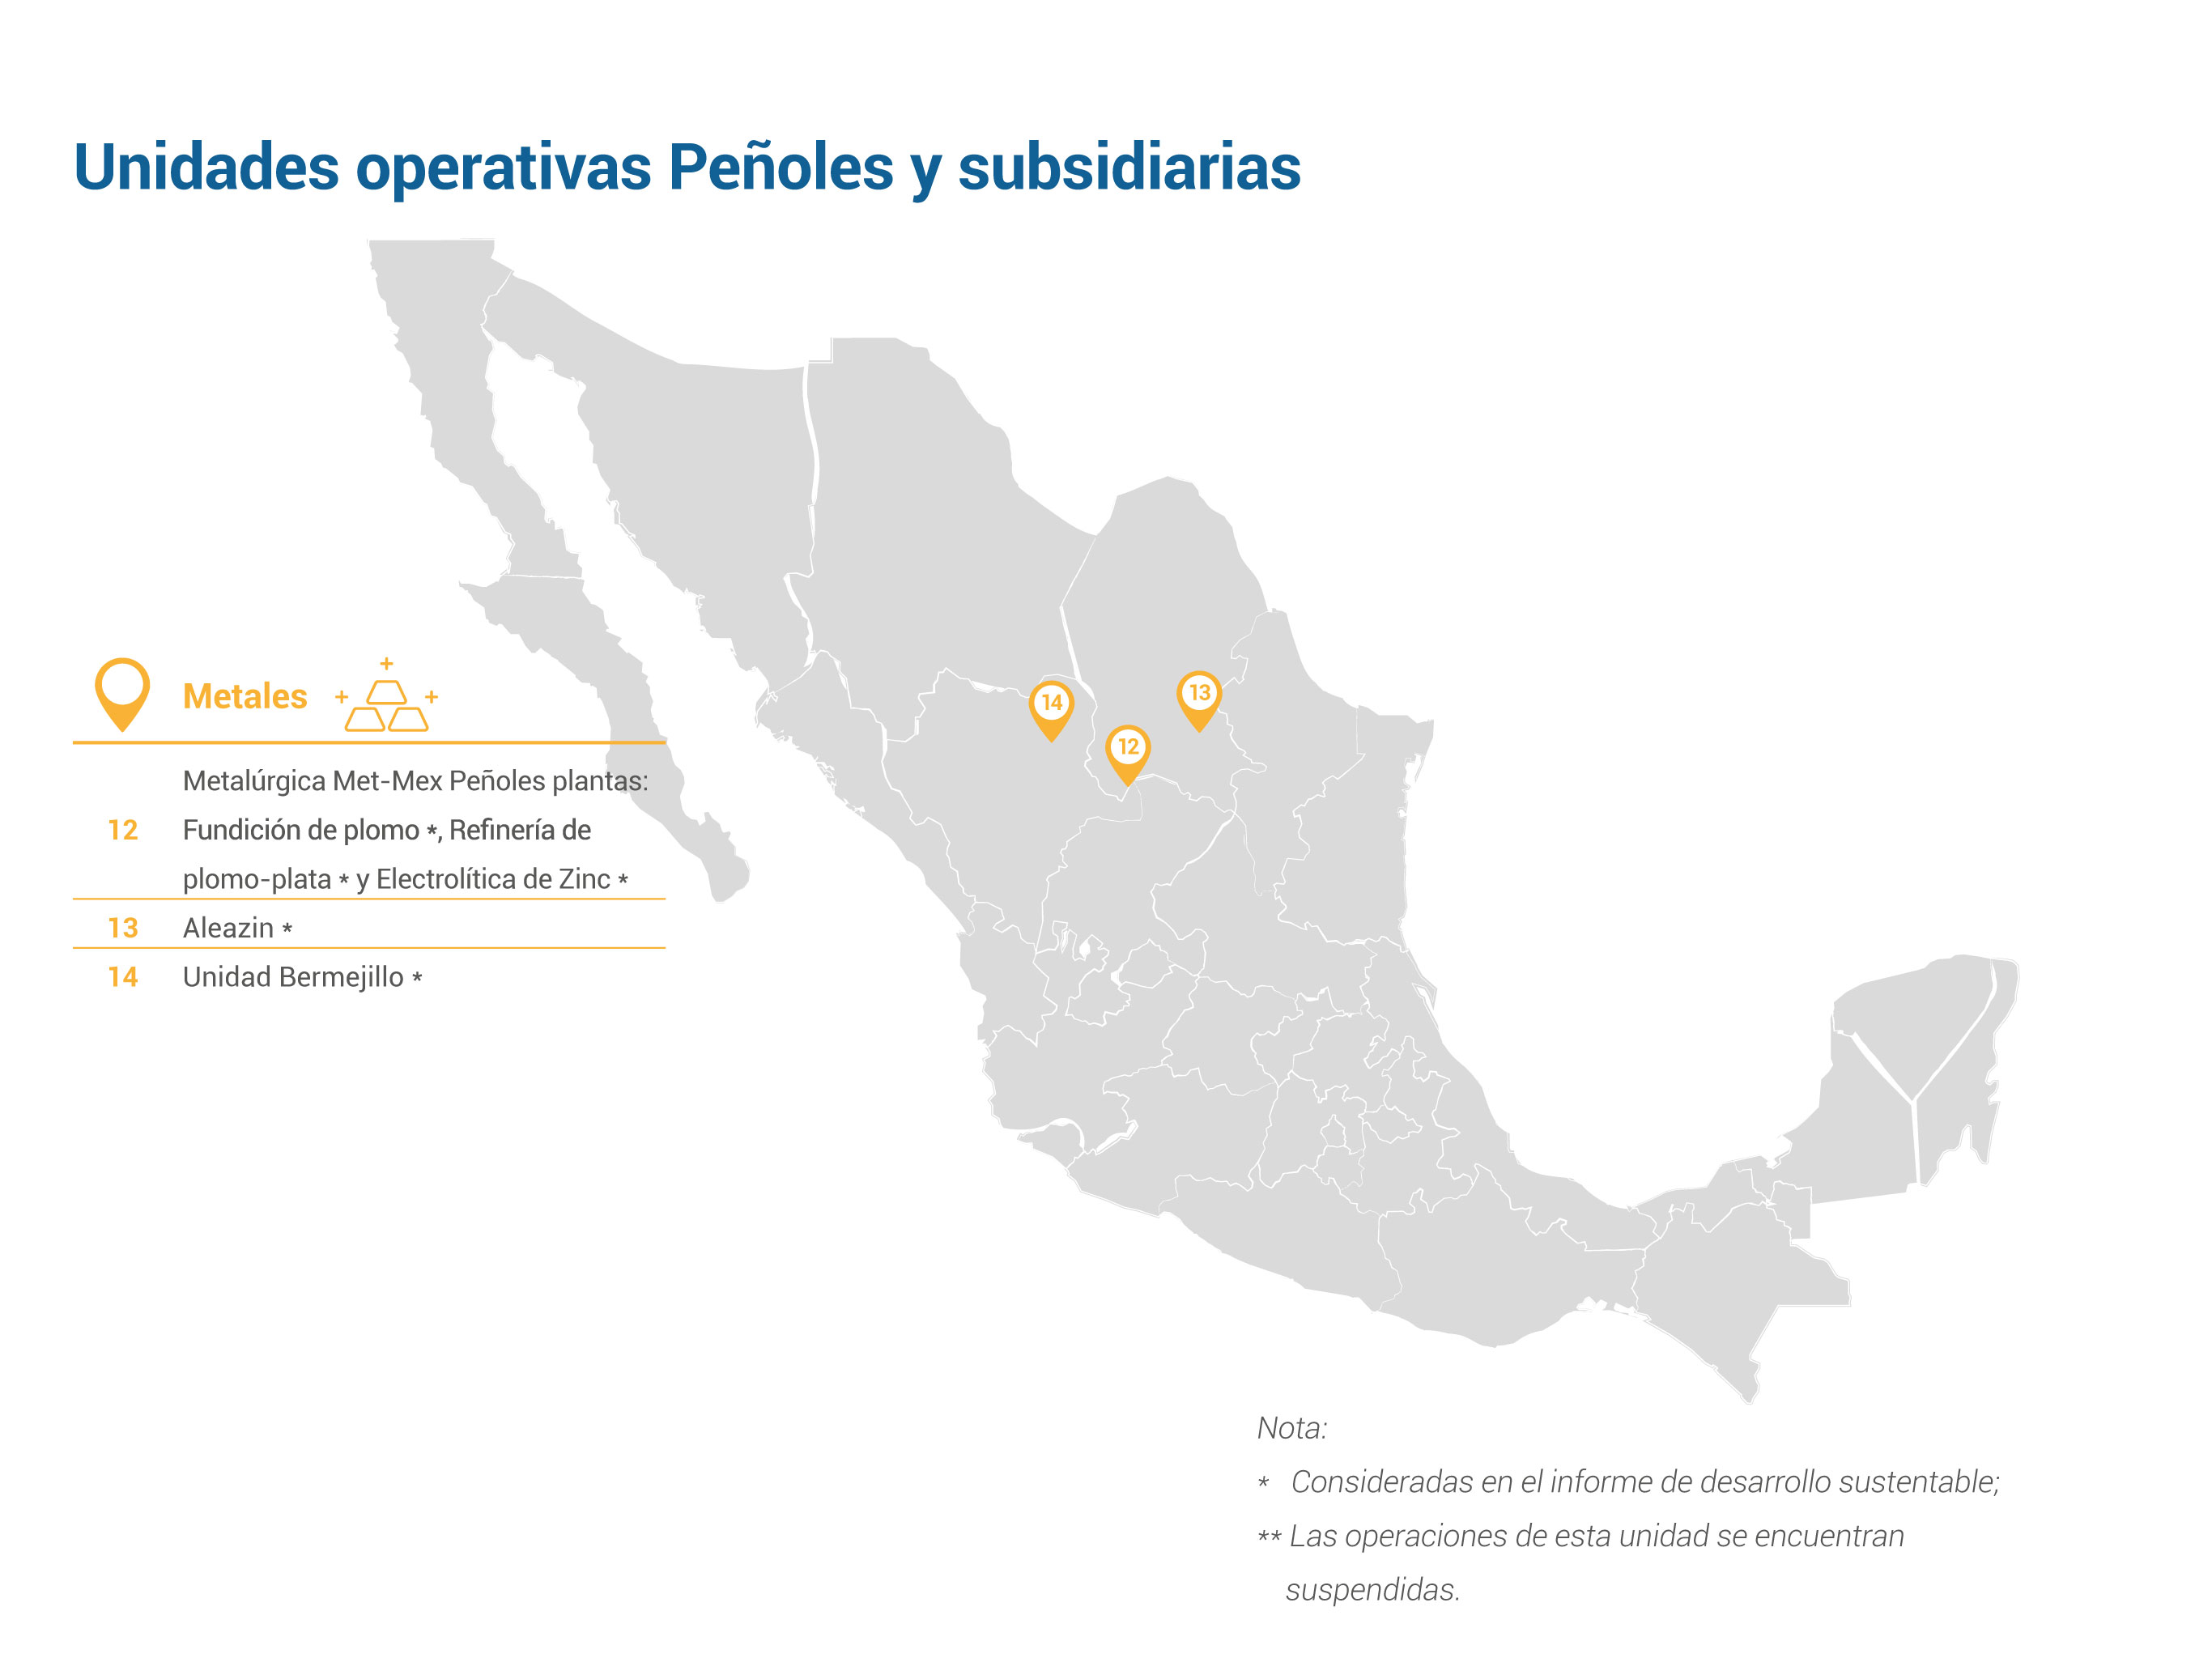 Unidades operativas Peñoles y subsidiarias
14
13
12
Metales
Metalúrgica Met-Mex Peñoles plantas:
12 Fundición de plomo *, Refinería de
plomo-plata * y Electrolítica de Zinc *
13 Aleazin *
14 Unidad Bermejillo *
Nota:
* Consideradas en el informe de desarrollo sustentable;
** Las operaciones de esta unidad se encuentran
suspendidas.